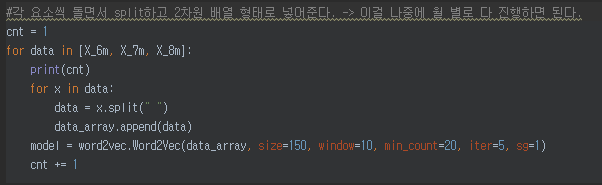 #각 요소씩 돌면서 split하고 2차원 배열 형태로 넣어준다. -> 이걸 나중에 월 별로 다 진행하면 된다.
cnt = 1
for data in [X_6m, X_7m, X_8m]:
    print(cnt)
    for x in data:
        data = x.split(" ")
        data_array.append(data)
    model = word2vec.Word2Vec(data_array, size=150, window=10, min_count=20, iter=5, sg=1)
    cnt += 1